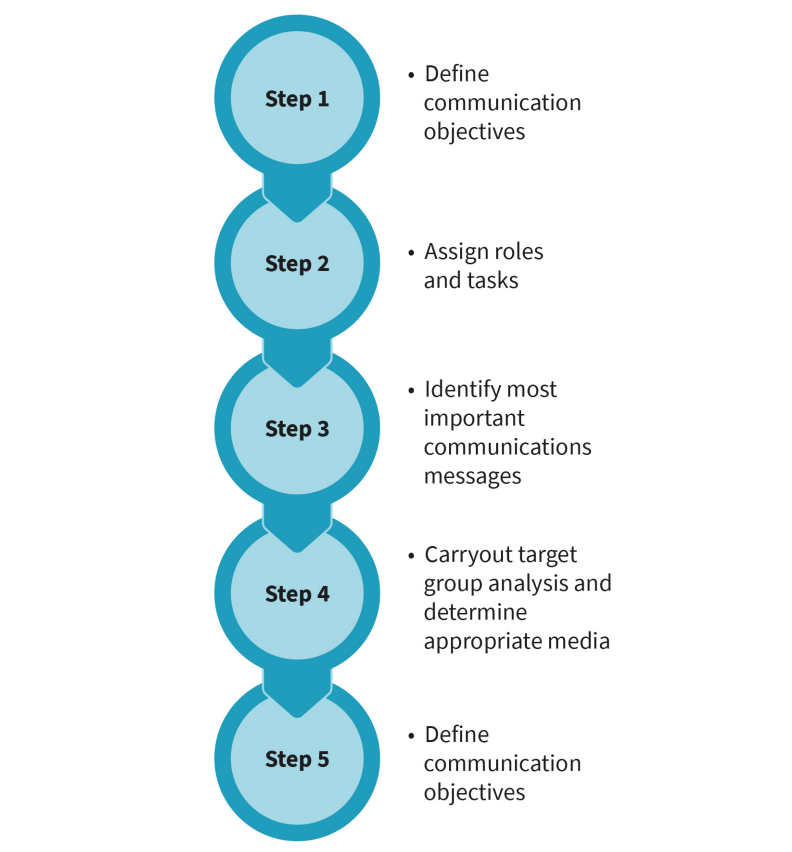 Step 1
• Define
communication
objectives
Step 2
• Assign roles
and tasks
Step 3
• Identify most
important
communications
messages
Step 4
• Carryout target
group analysis and
determine
appropriate media
Step 5
• Define
communication
objectives